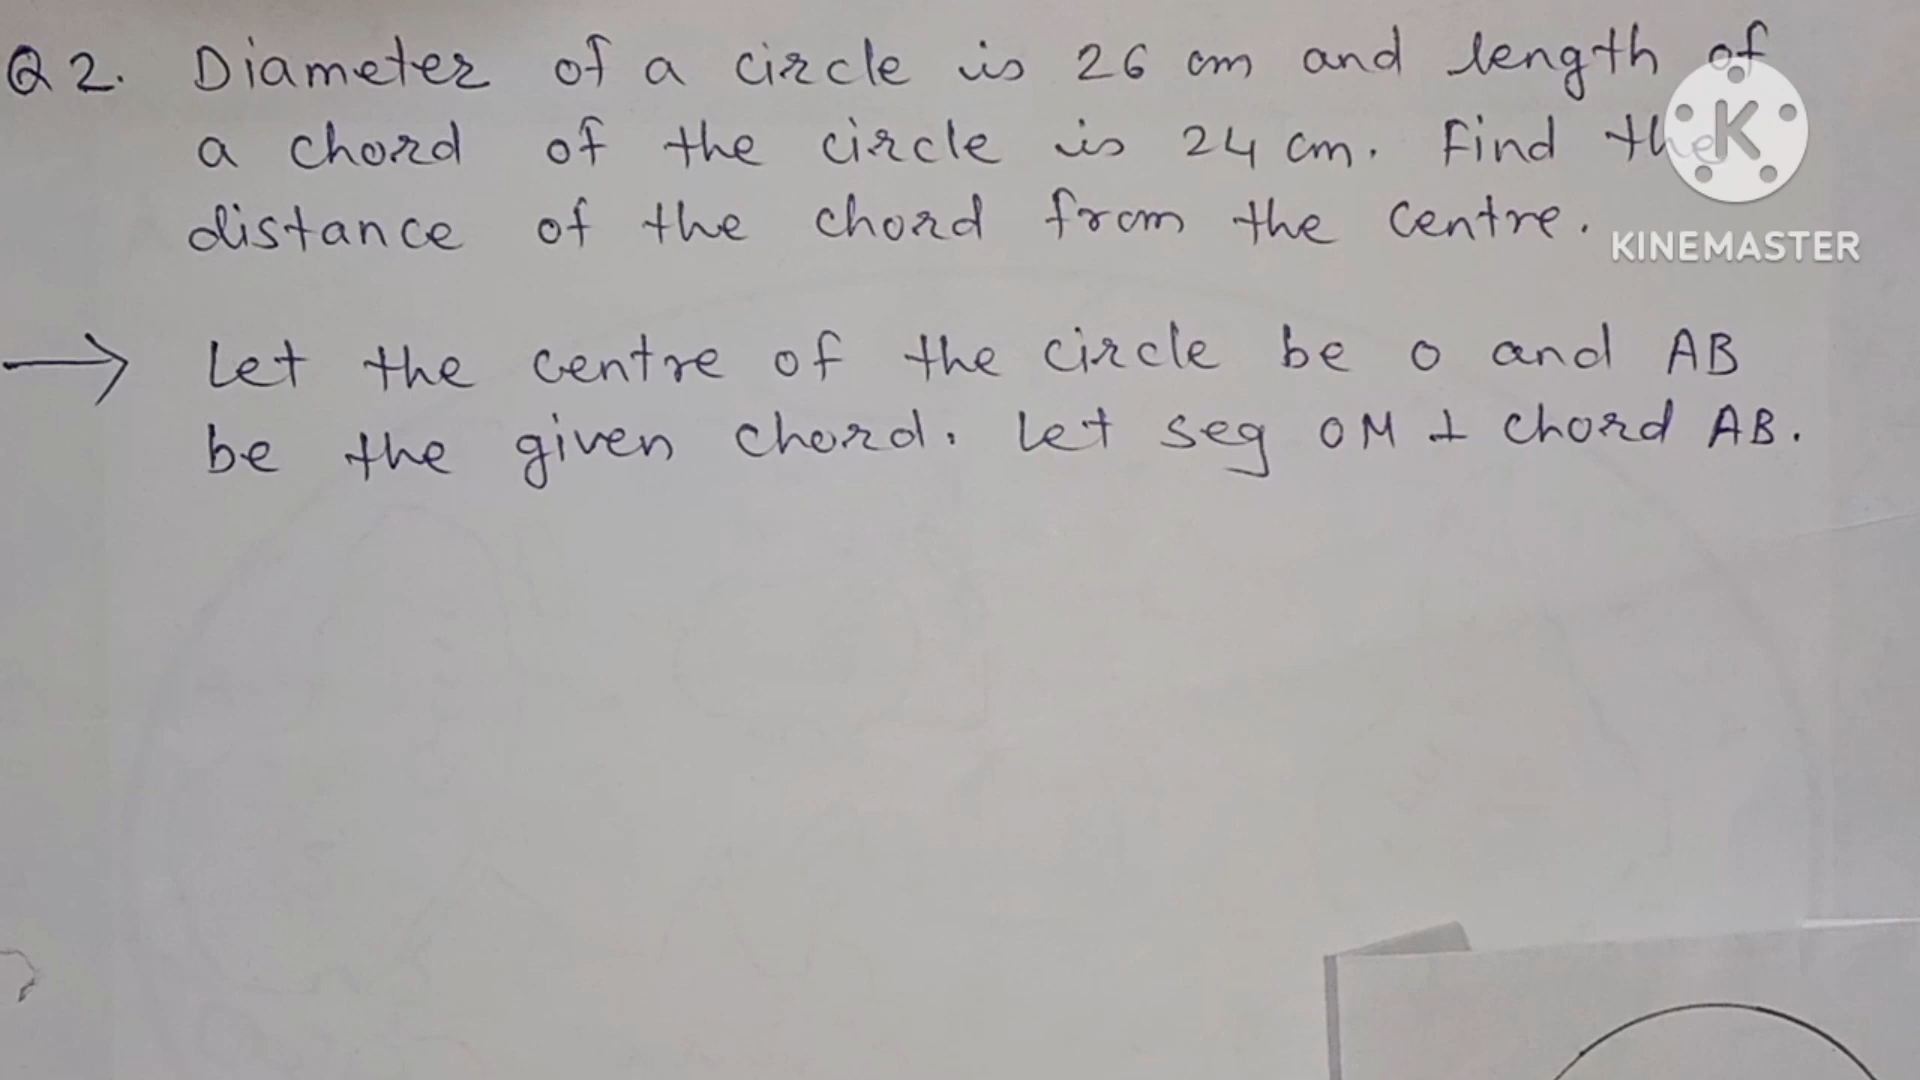 Q2. Diameter of a circle is 26 cm and length of
a chord of the circle is 24 cm. Find the
distance of the chord from the centre.
K
KINEMASTER
→ Let the centre of the circle be O and AB
be the given chord. Let seg OM ⊥ chord AB.